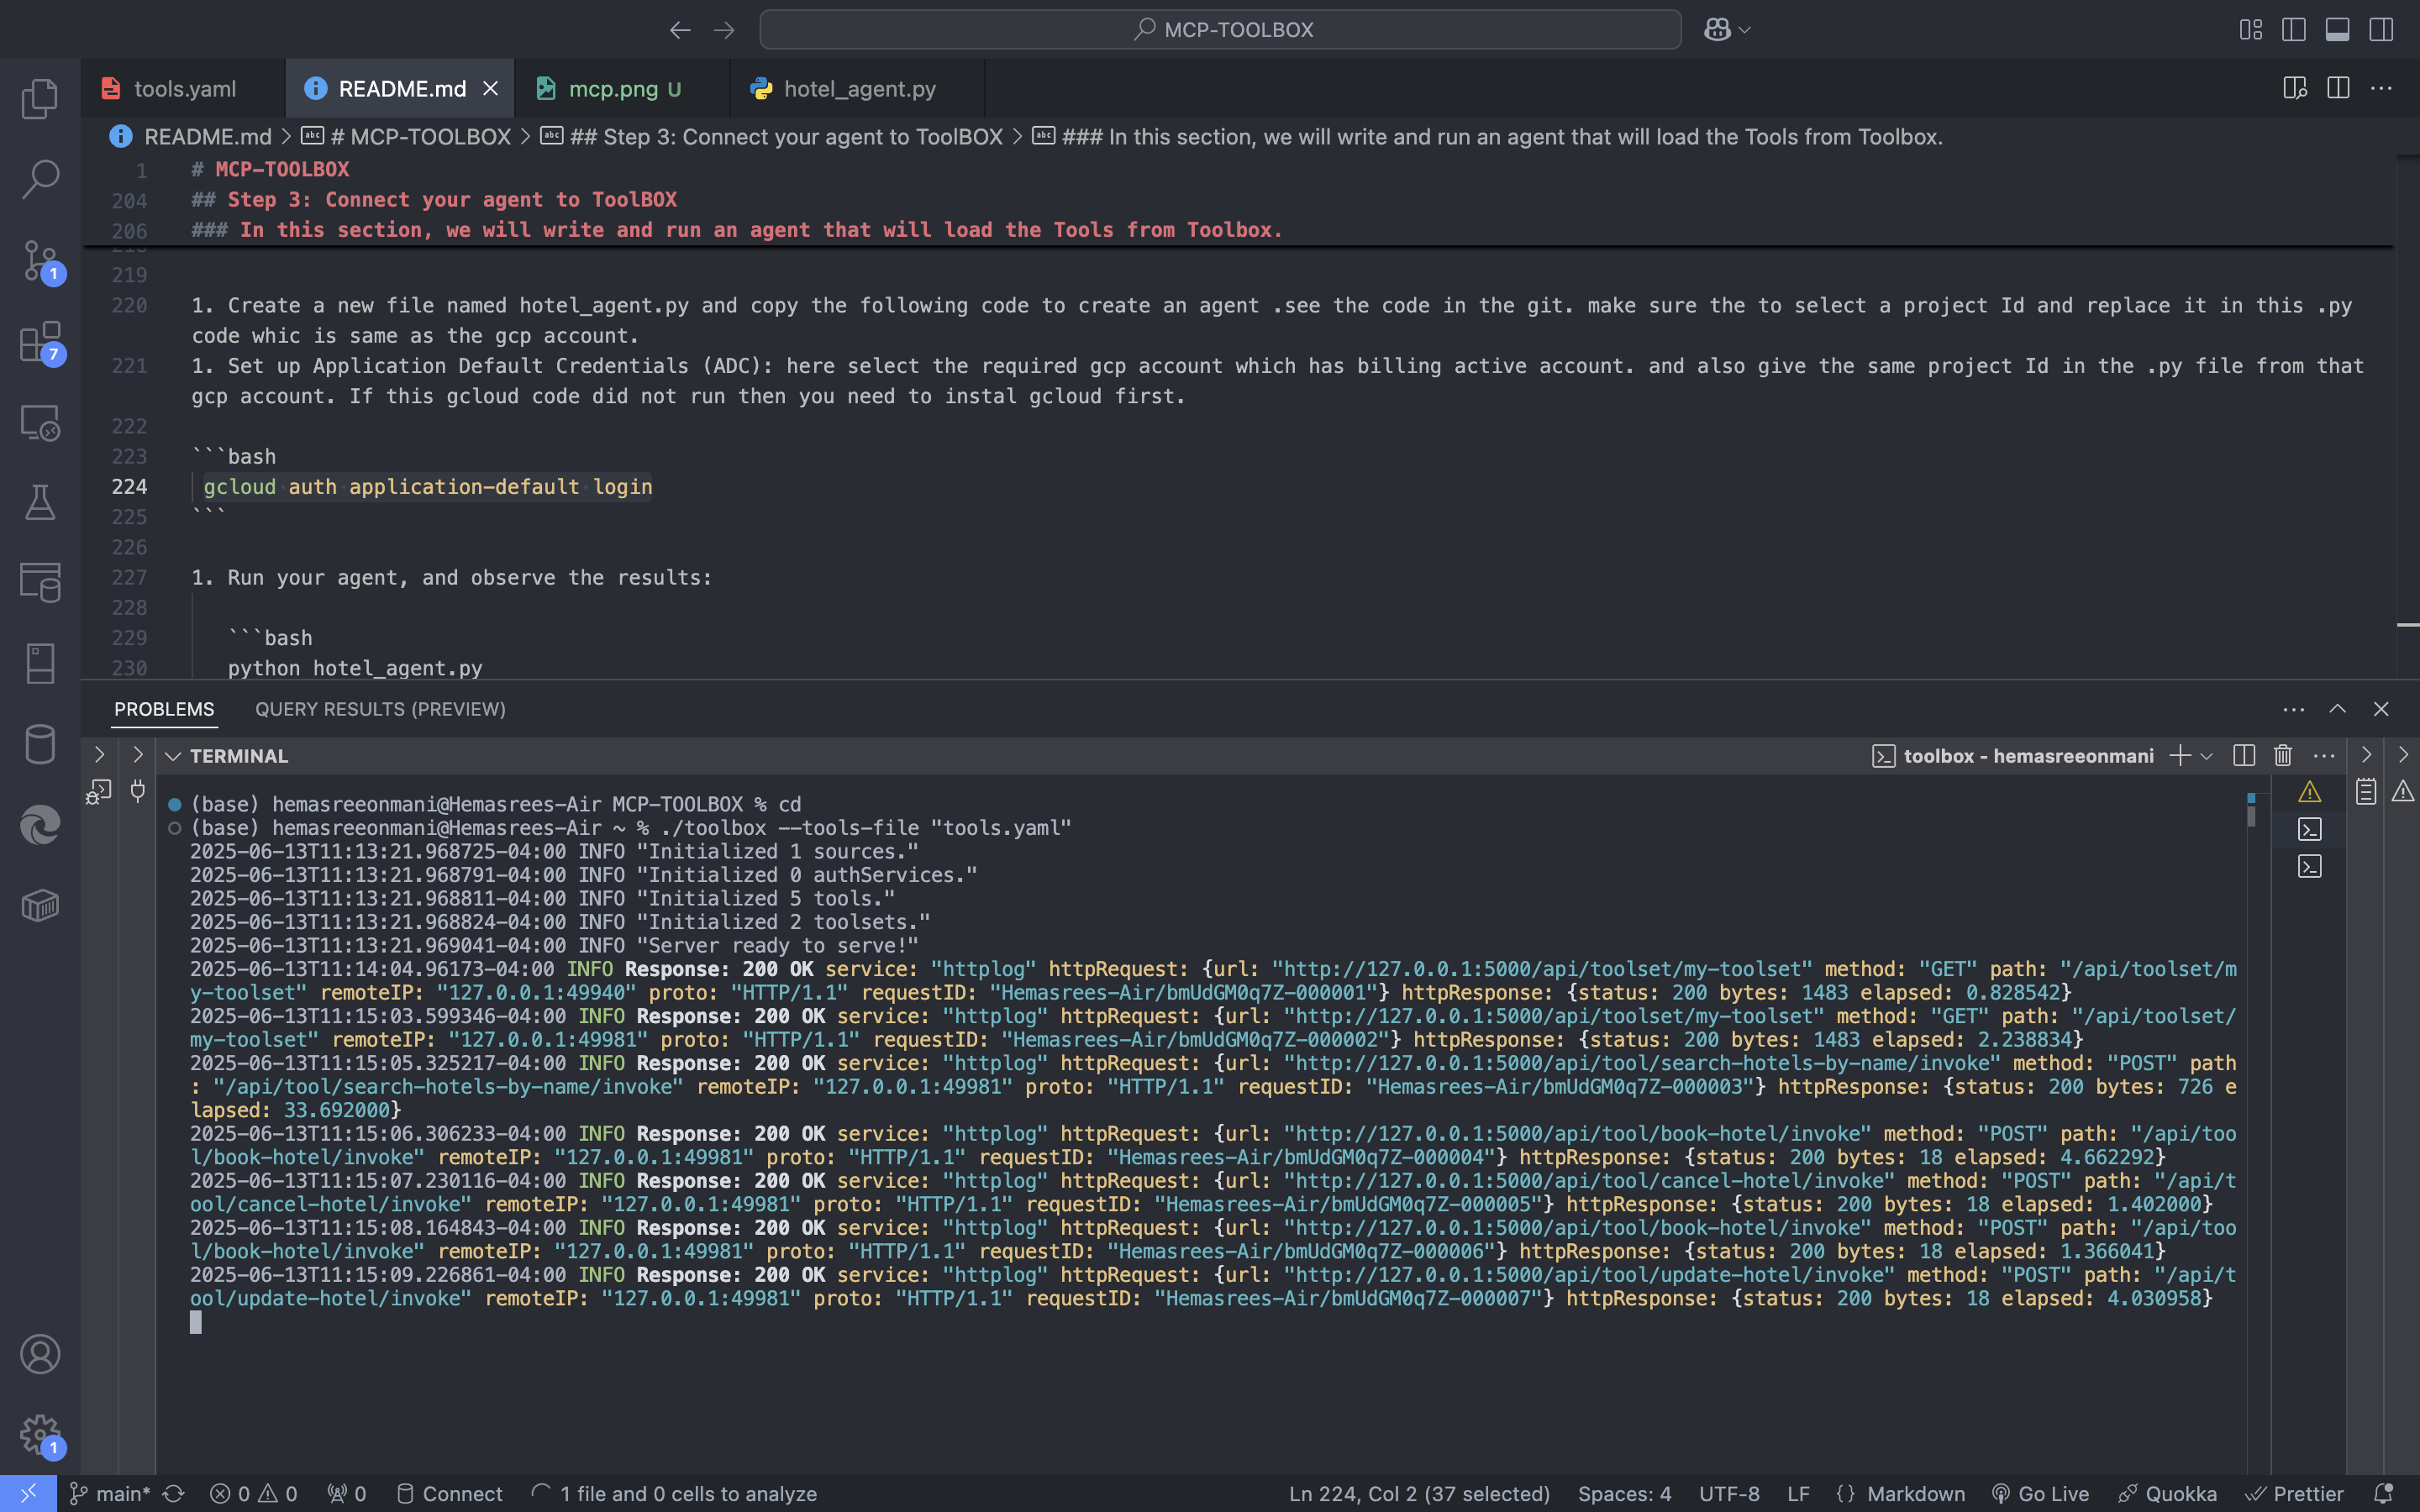 MCP-TOOLBOX
tools.yaml
README.md
mcp.png U
hotel_agent.py
README.md > # MCP-TOOLBOX > ## Step 3: Connect your agent to ToolBOX > ### In this section, we will write and run an agent that will load the Tools from Toolbox.
1 # MCP-TOOLBOX
204 ## Step 3: Connect your agent to ToolBOX
206 ### In this section, we will write and run an agent that will load the Tools from Toolbox.
219
220 1. Create a new file named hotel_agent.py and copy the following code to create an agent .see the code in the git. make sure the to select a project Id and replace it in this .py
code whic is same as the gcp account.
221 1. Set up Application Default Credentials (ADC): here select the required gcp account which has billing active account. and also give the same project Id in the .py file from that
gcp account. If this gcloud code did not run then you need to instal gcloud first.
222
223 ```bash
224 gcloud auth application-default login
225 ```
226
227 1. Run your agent, and observe the results:
228
229 ```bash
230 python hotel_agent.py
PROBLEMS QUERY RESULTS (PREVIEW)
TERMINAL
toolbox - hemasreeonmani
(base) hemasreeonmani@Hemasrees-Air MCP-TOOLBOX % cd
(base) hemasreeonmani@Hemasrees-Air ~ % ./toolbox --tools-file "tools.yaml"
2025-06-13T11:13:21.968725-04:00 INFO "Initialized 1 sources."
2025-06-13T11:13:21.968791-04:00 INFO "Initialized 0 authServices."
2025-06-13T11:13:21.968811-04:00 INFO "Initialized 5 tools."
2025-06-13T11:13:21.968824-04:00 INFO "Initialized 2 toolsets."
2025-06-13T11:13:21.969041-04:00 INFO "Server ready to serve!"
2025-06-13T11:14:04.96173-04:00 INFO Response: 200 OK service: "httplog" httpRequest: {url: "http://127.0.0.1:5000/api/toolset/my-toolset" method: "GET" path: "/api/toolset/m
y-toolset" remoteIP: "127.0.0.1:49940" proto: "HTTP/1.1" requestID: "Hemasrees-Air/bmUdGM0q7Z-000001"} httpResponse: {status: 200 bytes: 1483 elapsed: 0.828542}
2025-06-13T11:15:03.599346-04:00 INFO Response: 200 OK service: "httplog" httpRequest: {url: "http://127.0.0.1:5000/api/toolset/my-toolset" method: "GET" path: "/api/toolset/
my-toolset" remoteIP: "127.0.0.1:49981" proto: "HTTP/1.1" requestID: "Hemasrees-Air/bmUdGM0q7Z-000002"} httpResponse: {status: 200 bytes: 1483 elapsed: 2.238834}
2025-06-13T11:15:05.325217-04:00 INFO Response: 200 OK service: "httplog" httpRequest: {url: "http://127.0.0.1:5000/api/tool/search-hotels-by-name/invoke" method: "POST" path
: "/api/tool/search-hotels-by-name/invoke" remoteIP: "127.0.0.1:49981" proto: "HTTP/1.1" requestID: "Hemasrees-Air/bmUdGM0q7Z-000003"} httpResponse: {status: 200 bytes: 726 e
lapsed: 33.692000}
2025-06-13T11:15:06.306233-04:00 INFO Response: 200 OK service: "httplog" httpRequest: {url: "http://127.0.0.1:5000/api/tool/book-hotel/invoke" method: "POST" path: "/api/too
l/book-hotel/invoke" remoteIP: "127.0.0.1:49981" proto: "HTTP/1.1" requestID: "Hemasrees-Air/bmUdGM0q7Z-000004"} httpResponse: {status: 200 bytes: 18 elapsed: 4.662292}
2025-06-13T11:15:07.230116-04:00 INFO Response: 200 OK service: "httplog" httpRequest: {url: "http://127.0.0.1:5000/api/tool/cancel-hotel/invoke" method: "POST" path: "/api/t
ool/cancel-hotel/invoke" remoteIP: "127.0.0.1:49981" proto: "HTTP/1.1" requestID: "Hemasrees-Air/bmUdGM0q7Z-000005"} httpResponse: {status: 200 bytes: 18 elapsed: 1.402000}
2025-06-13T11:15:08.164843-04:00 INFO Response: 200 OK service: "httplog" httpRequest: {url: "http://127.0.0.1:5000/api/tool/book-hotel/invoke" method: "POST" path: "/api/too
l/book-hotel/invoke" remoteIP: "127.0.0.1:49981" proto: "HTTP/1.1" requestID: "Hemasrees-Air/bmUdGM0q7Z-000006"} httpResponse: {status: 200 bytes: 18 elapsed: 1.366041}
2025-06-13T11:15:09.226861-04:00 INFO Response: 200 OK service: "httplog" httpRequest: {url: "http://127.0.0.1:5000/api/tool/update-hotel/invoke" method: "POST" path: "/api/t
ool/update-hotel/invoke" remoteIP: "127.0.0.1:49981" proto: "HTTP/1.1" requestID: "Hemasrees-Air/bmUdGM0q7Z-000007"} httpResponse: {status: 200 bytes: 18 elapsed: 4.030958}
1
7
1
main* 0 0 0 Connect 1 file and 0 cells to analyze Ln 224, Col 2 (37 selected) Spaces: 4 UTF-8 LF {} Markdown Go Live Quokka Prettier